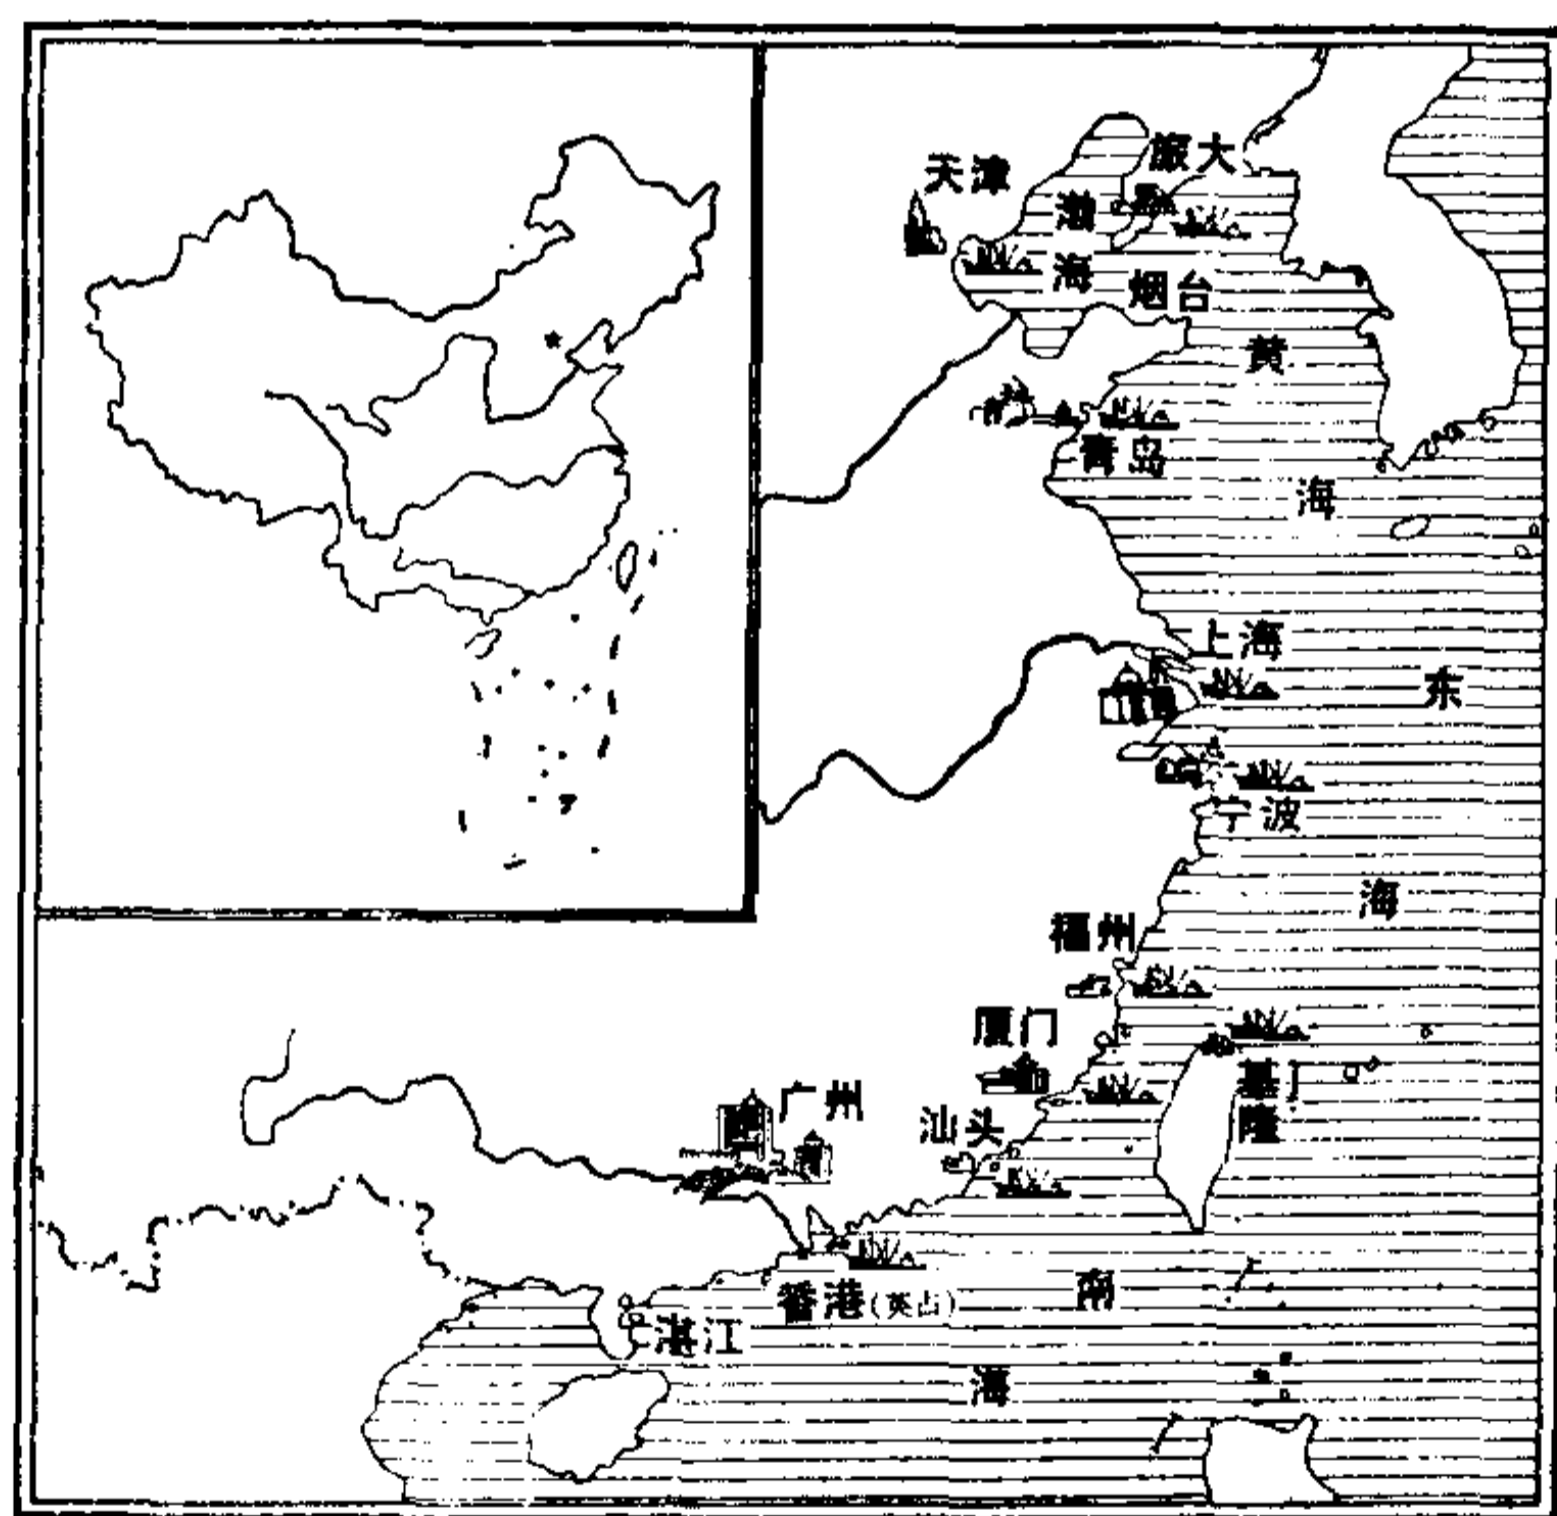 旅大
天津
渤海
烟台
黄海
青岛
上海
东海
宁波
福州
厦门
基隆
广州
汕头
香港(英占)
南海
湛江